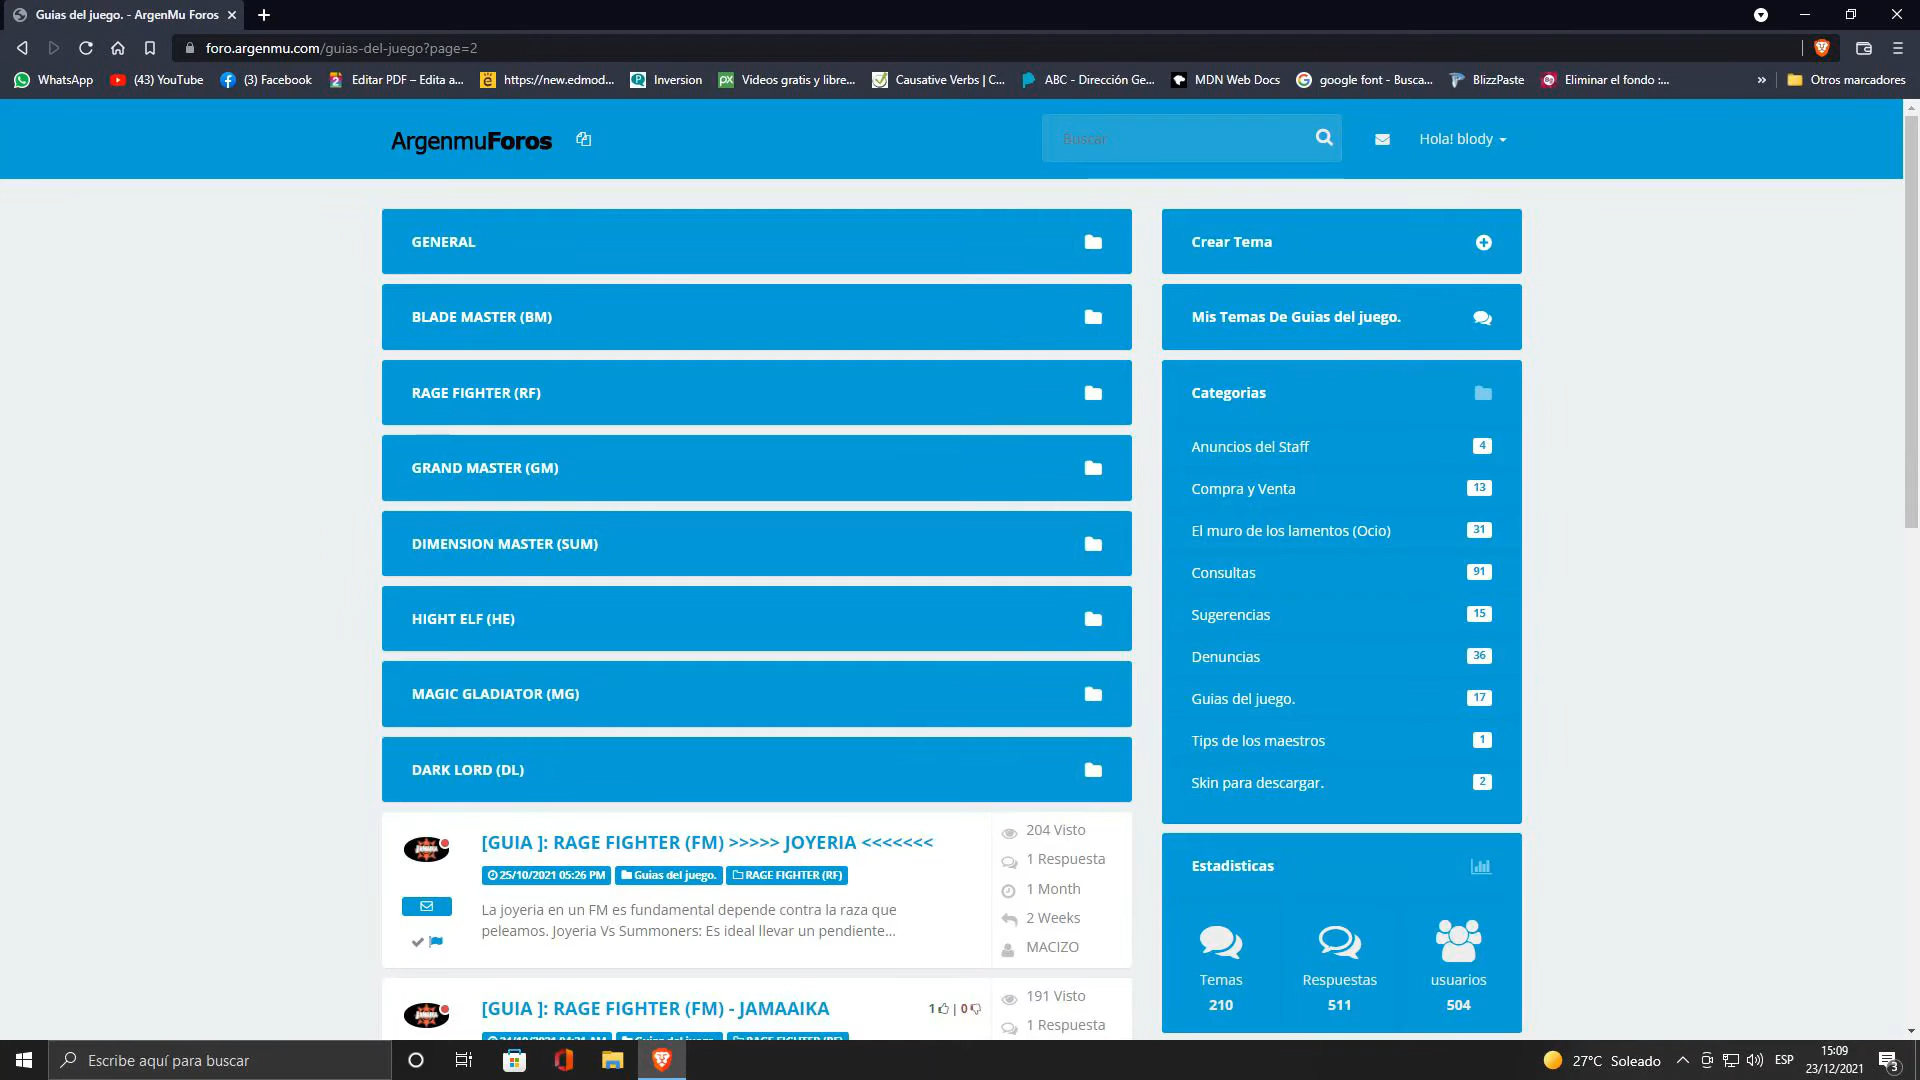 Guias del juego. - ArgenMu Foros
foro.argenmu.com/guias-del-juego?page=2
WhatsApp
(43) YouTube
(3) Facebook
Editar PDF – Edita a...
https://new.edmod...
Inversion
Videos gratis y libre...
Causative Verbs | C...
ABC - Dirección Ge...
MDN Web Docs
google font - Busca...
BlizzPaste
Eliminar el fondo :...
»
Otros marcadores
ArgenmuForos
Buscar
Hola! blody
GENERAL
BLADE MASTER (BM)
RAGE FIGHTER (RF)
GRAND MASTER (GM)
DIMENSION MASTER (SUM)
HIGHT ELF (HE)
MAGIC GLADIATOR (MG)
DARK LORD (DL)
[GUIA ]: RAGE FIGHTER (FM) >>>>> JOYERIA <<<<<<<
25/10/2021 05:26 PM
Guias del juego.
RAGE FIGHTER (RF)
La joyeria en un FM es fundamental depende contra la raza que
peleamos. Joyeria Vs Summoners: Es ideal llevar un pendiente...
204 Visto
1 Respuesta
1 Month
2 Weeks
MACIZO
[GUIA ]: RAGE FIGHTER (FM) - JAMAAIKA
1 | 0
Guias del juego.
RAGE FIGHTER (RF)
191 Visto
1 Respuesta
Crear Tema
Mis Temas De Guias del juego.
Categorias
Anuncios del Staff 4
Compra y Venta 13
El muro de los lamentos (Ocio) 31
Consultas 91
Sugerencias 15
Denuncias 36
Guias del juego. 17
Tips de los maestros 1
Skin para descargar. 2
Estadisticas
Temas
210
Respuestas
511
usuarios
504
Escribe aquí para buscar
27°C Soleado
ESP
15:09
23/12/2021
3